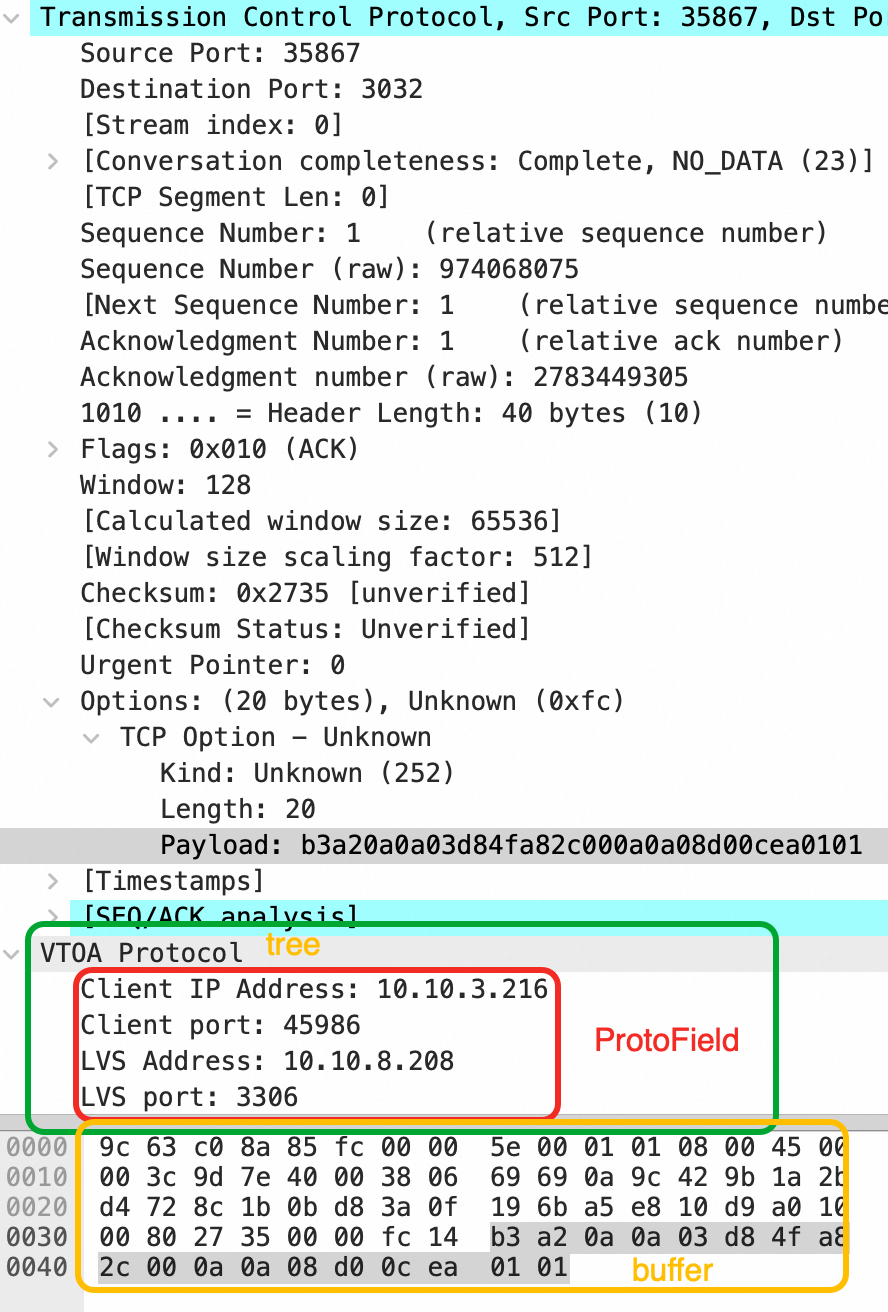 Transmission Control Protocol, Src Port: 35867, Dst Po
Source Port: 35867
Destination Port: 3032
[Stream index: 0]
[Conversation completeness: Complete, NO_DATA (23)]
[TCP Segment Len: 0]
Sequence Number: 1    (relative sequence number)
Sequence Number (raw): 974068075
[Next Sequence Number: 1    (relative sequence numbe
Acknowledgment Number: 1    (relative ack number)
Acknowledgment number (raw): 2783449305
1010 .... = Header Length: 40 bytes (10)
Flags: 0x010 (ACK)
Window: 128
[Calculated window size: 65536]
[Window size scaling factor: 512]
Checksum: 0x2735 [unverified]
[Checksum Status: Unverified]
Urgent Pointer: 0
Options: (20 bytes), Unknown (0xfc)
TCP Option – Unknown
Kind: Unknown (252)
Length: 20
Payload: b3a20a0a03d84fa82c000a0a08d00cea0101
[Timestamps]
[SEQ/ACK analysis]
VTOA Protocol tree
Client IP Address: 10.10.3.216
Client port: 45986
ProtoField
LVS Address: 10.10.8.208
LVS port: 3306
0000 9c 63 c0 8a 85 fc 00 00 5e 00 01 01 08 00 45 00
0010 00 3c 9d 7e 40 00 38 06 69 69 0a 9c 42 9b 1a 2b
0020 d4 72 8c 1b 0b d8 3a 0f 19 6b a5 e8 10 d9 a0 10
0030 00 80 27 35 00 00 fc 14 b3 a2 0a 0a 03 d8 4f a8
0040 2c 00 0a 0a 08 d0 0c ea 01 01 buffer